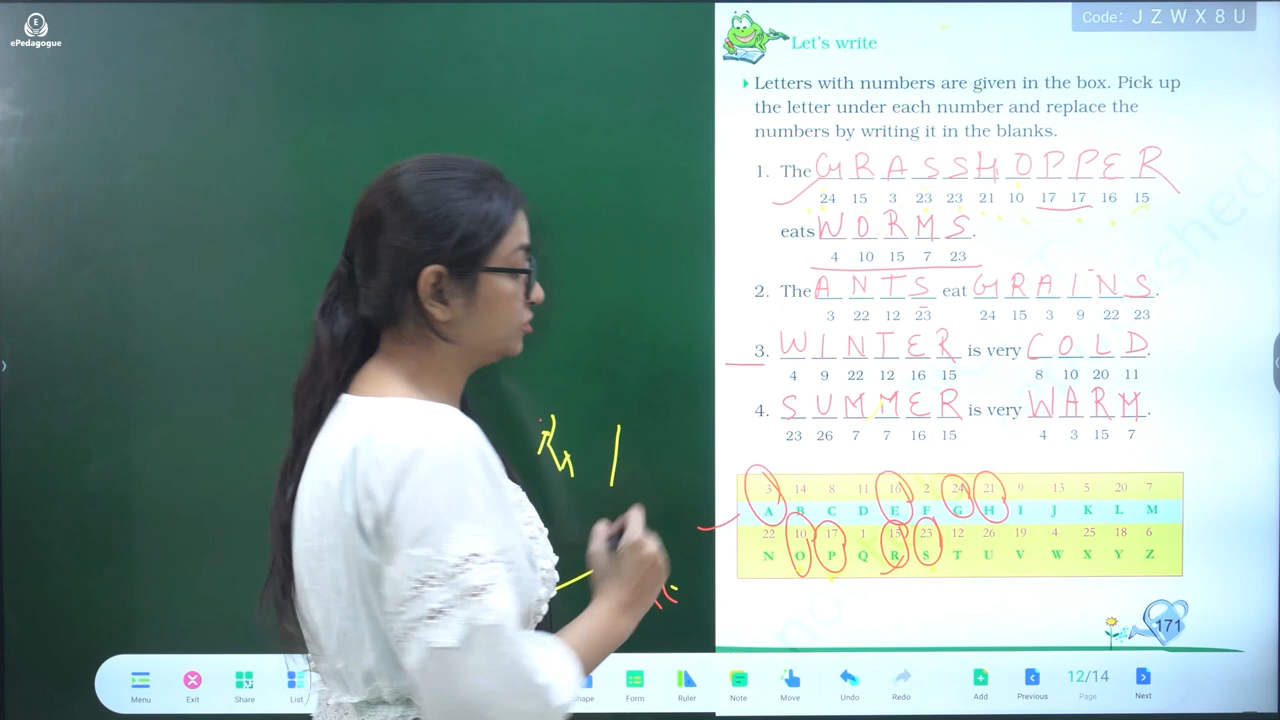 ePedagogue
Code: J Z W X 8 U
Let's write
Letters with numbers are given in the box. Pick up
the letter under each number and replace the
numbers by writing it in the blanks.
1. The GRASSHOPPER
24 15 3 23 23 21 10 17 17 16 15
eats WORMS.
4 10 15 7 23
2. The ANTS eat GRAINS.
3 22 12 23 24 15 3 9 22 23
3. WINTER is very COLD.
4 9 22 12 16 15 8 10 20 11
4. SUMMER is very WARM.
23 26 7 7 16 15 4 3 15 7
3 14 8 11 16 2 24 21 9 13 5 20 7
A B C D E F G H I J K L M
22 10 17 1 15 23 12 26 19 4 25 18 6
N O P Q R S T U V W X Y Z
171
Menu Exit Share List Form Ruler Note Move Undo Redo Add Previous 12/14 Page Next